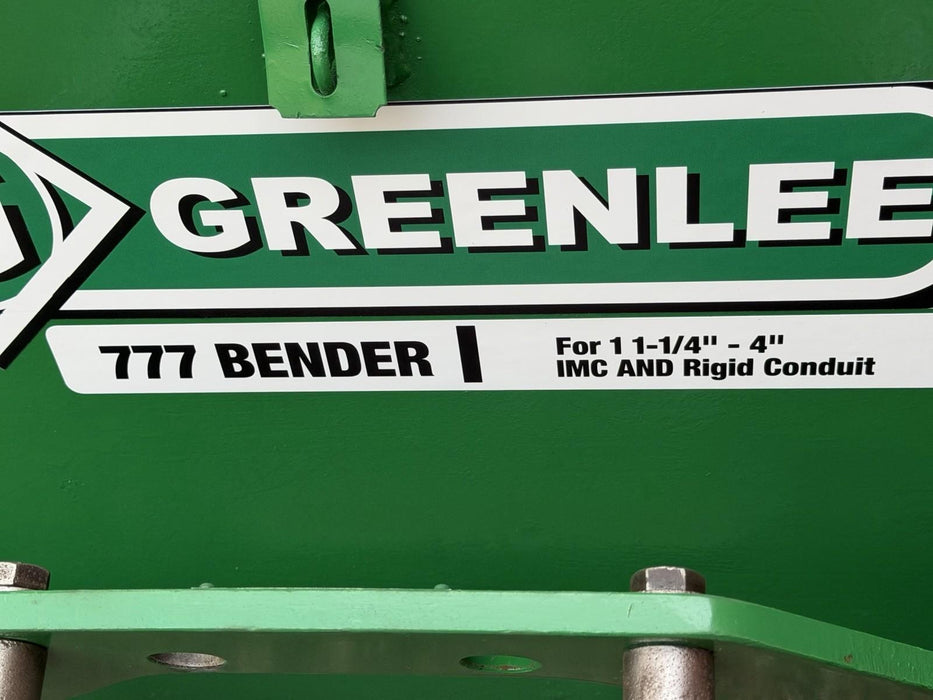 G
GREENLEE
777 BENDER
For 1 1-1/4" - 4"
IMC AND Rigid Conduit